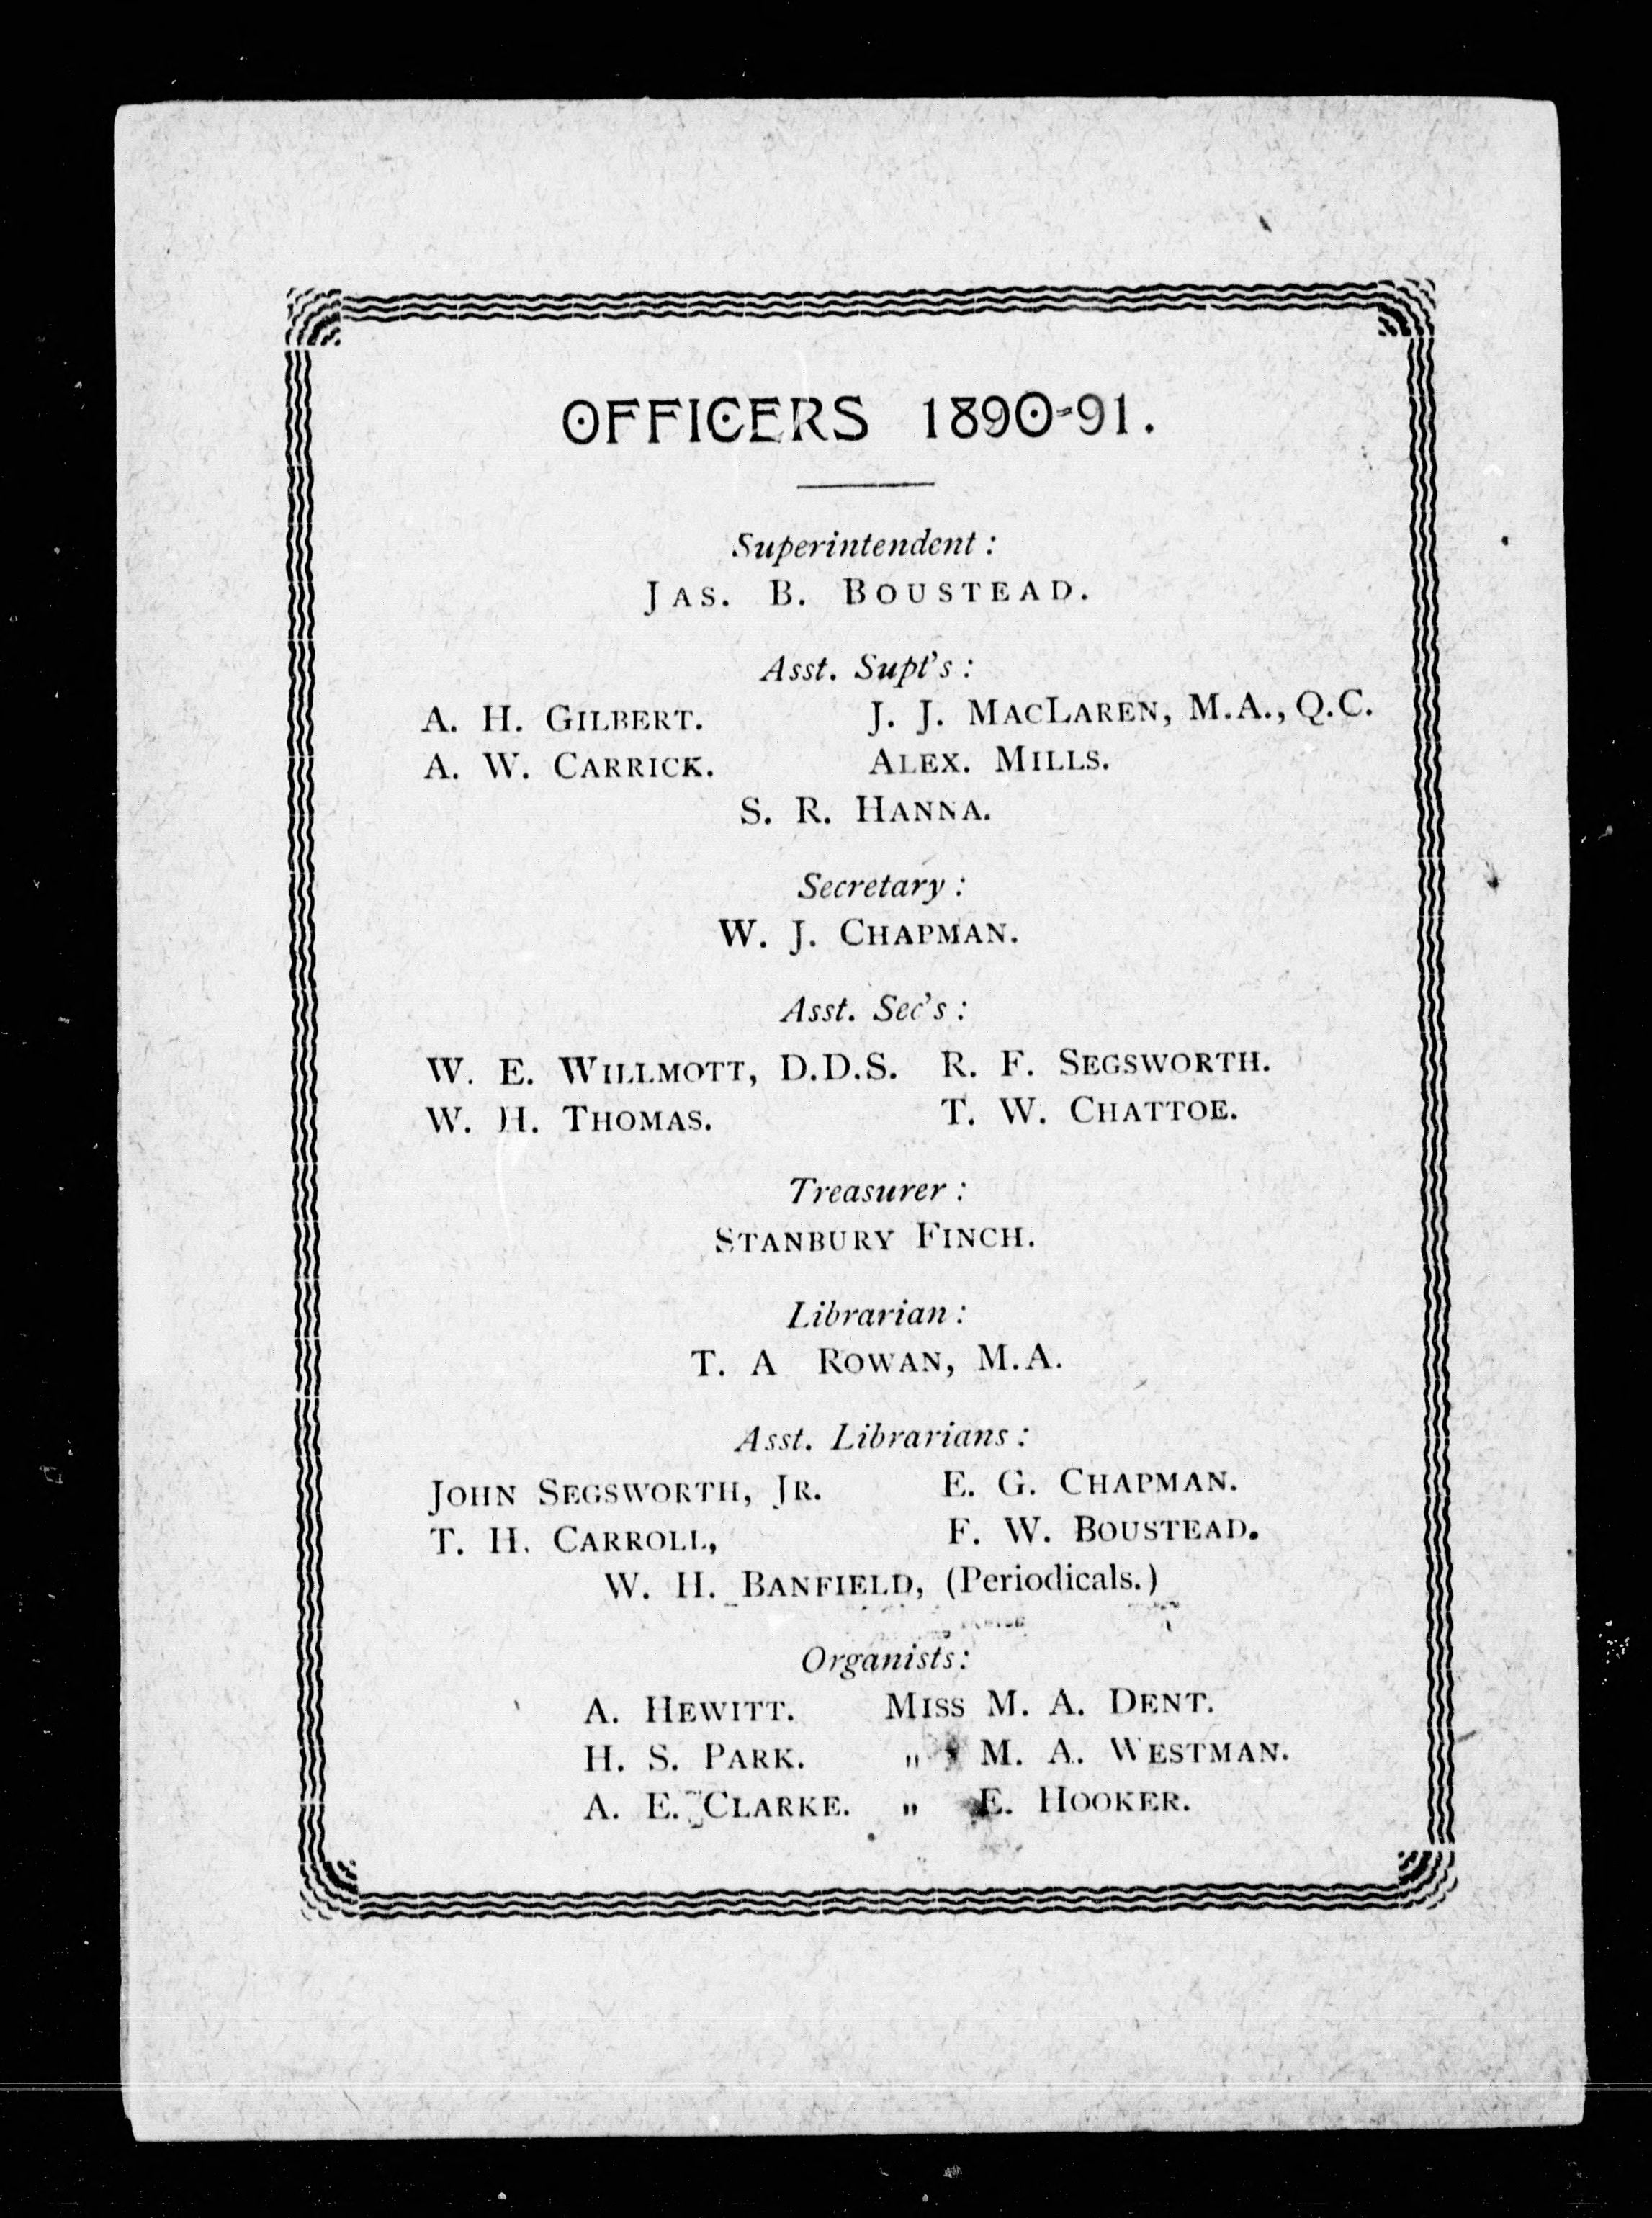 OFFICERS 1890-91.
Superintendent :
JAS. B. BOUSTEAD.
Asst. Supt's :
A. H. GILBERT. J. J. MACLAREN, M.A., Q.C.
A. W. CARRICK. ALEX. MILLS.
S. R. HANNA.
Secretary :
W. J. CHAPMAN.
Asst. Sec's :
W. E. WILLMOTT, D.D.S. R. F. SEGSWORTH.
W. H. THOMAS. T. W. CHATTOE.
Treasurer :
STANBURY FINCH.
Librarian :
T. A ROWAN, M.A.
Asst. Librarians :
JOHN SEGSWORTH, JR. E. G. CHAPMAN.
T. H. CARROLL, F. W. BOUSTEAD.
W. H. BANFIELD, (Periodicals.)
Organists:
A. HEWITT. MISS M. A. DENT.
H. S. PARK. " M. A. WESTMAN.
A. E. CLARKE. " E. HOOKER.